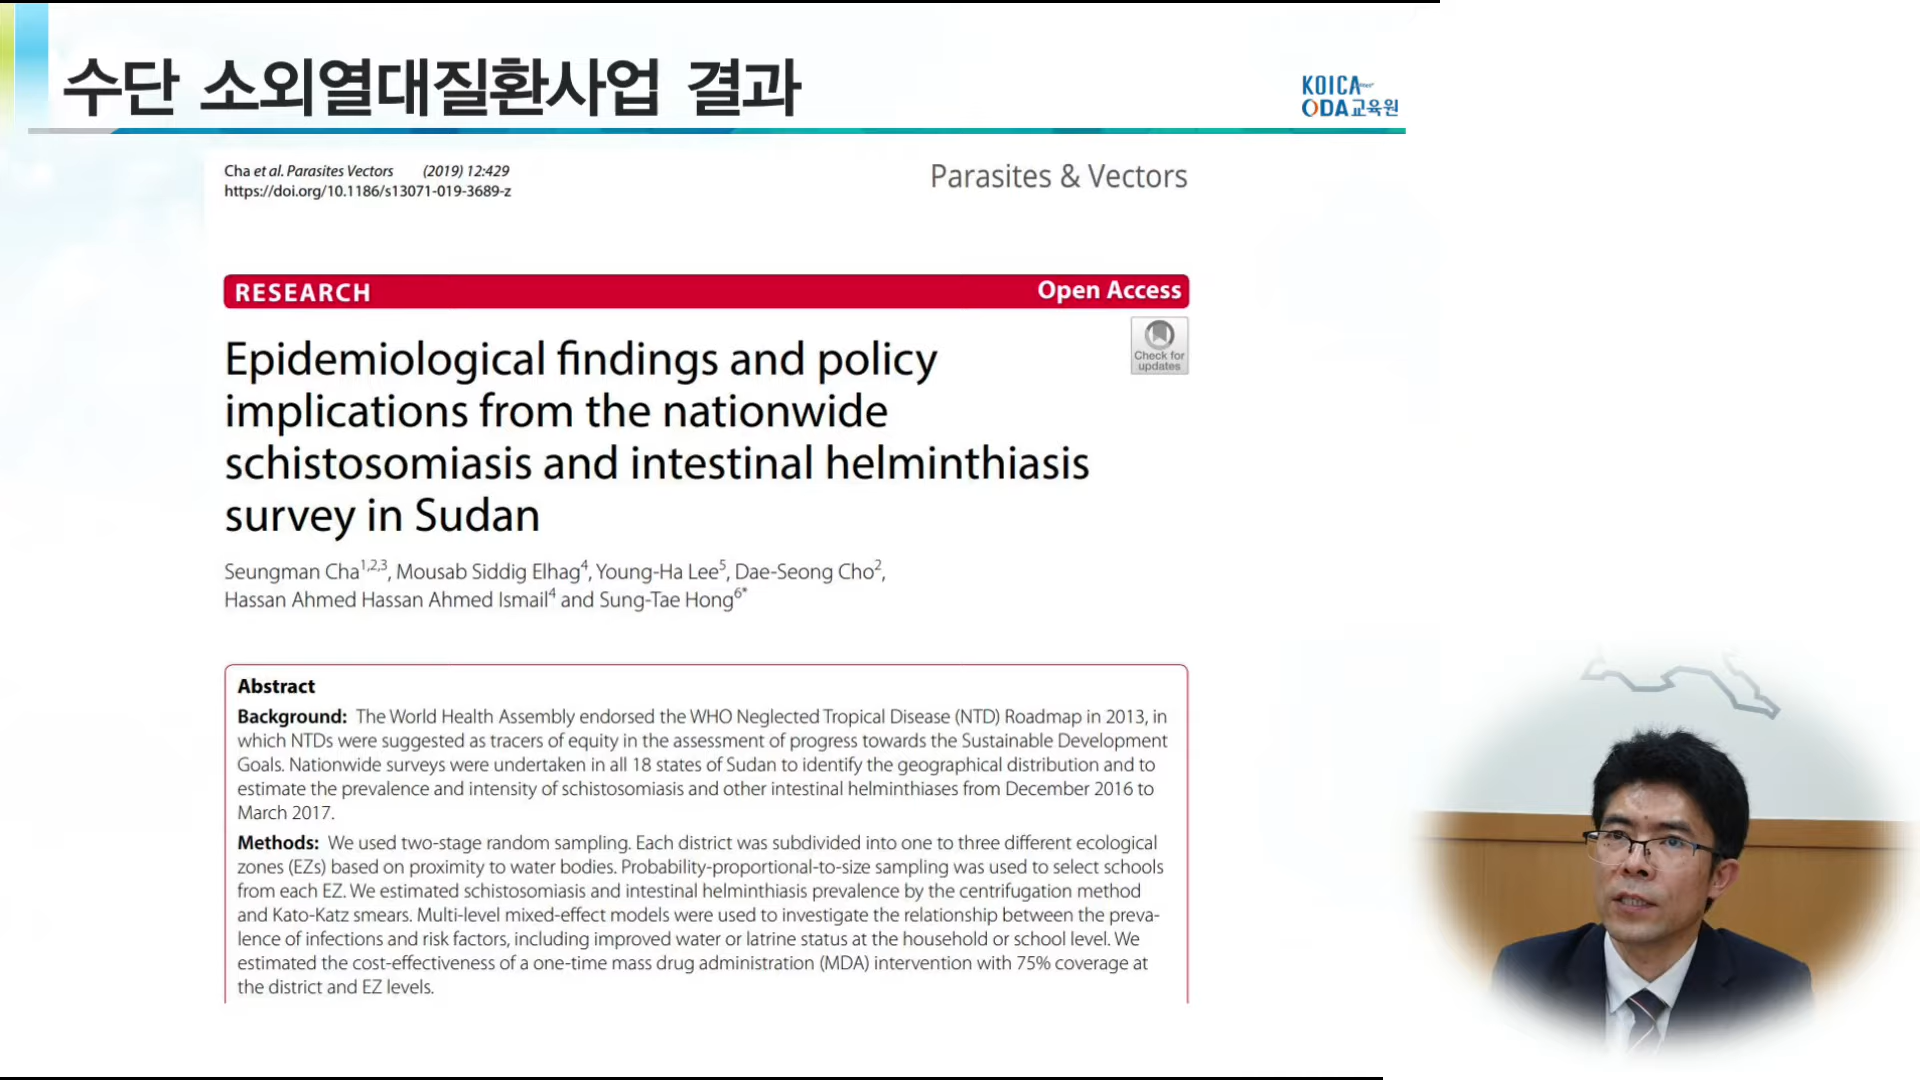 수단 소외열대질환사업 결과
KOICA
ODA교육원
Cha et al. Parasites Vectors (2019) 12:429
https://doi.org/10.1186/s13071-019-3689-z
Parasites & Vectors
RESEARCH
Open Access
Check for
updates
Epidemiological findings and policy
implications from the nationwide
schistosomiasis and intestinal helminthiasis
survey in Sudan
Seungman Cha1,2,3, Mousab Siddig Elhag4, Young-Ha Lee5, Dae-Seong Cho2,
Hassan Ahmed Hassan Ahmed Ismail4 and Sung-Tae Hong6*
Abstract
Background: The World Health Assembly endorsed the WHO Neglected Tropical Disease (NTD) Roadmap in 2013, in
which NTDs were suggested as tracers of equity in the assessment of progress towards the Sustainable Development
Goals. Nationwide surveys were undertaken in all 18 states of Sudan to identify the geographical distribution and to
estimate the prevalence and intensity of schistosomiasis and other intestinal helminthiases from December 2016 to
March 2017.
Methods: We used two-stage random sampling. Each district was subdivided into one to three different ecological
zones (EZs) based on proximity to water bodies. Probability-proportional-to-size sampling was used to select schools
from each EZ. We estimated schistosomiasis and intestinal helminthiasis prevalence by the centrifugation method
and Kato-Katz smears. Multi-level mixed-effect models were used to investigate the relationship between the preva-
lence of infections and risk factors, including improved water or latrine status at the household or school level. We
estimated the cost-effectiveness of a one-time mass drug administration (MDA) intervention with 75% coverage at
the district and EZ levels.